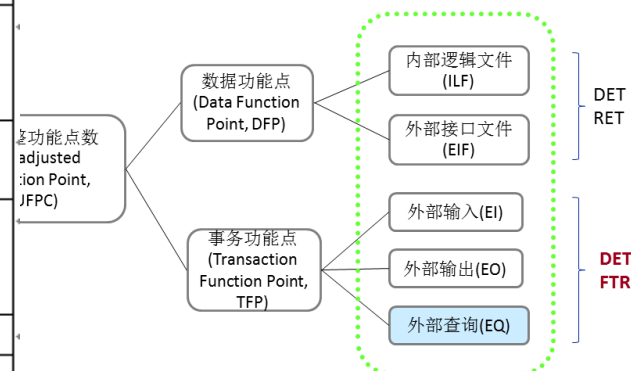 数据功能点
(Data Function
Point, DFP)
内部逻辑文件
(ILF)
外部接口文件
(EIF)
DET
RET
整功能点数
adjusted
tion Point,
UFPC)
事务功能点
(Transaction
Function Point,
TFP)
外部输入(EI)
外部输出(EO)
外部查询(EQ)
DET
FTR